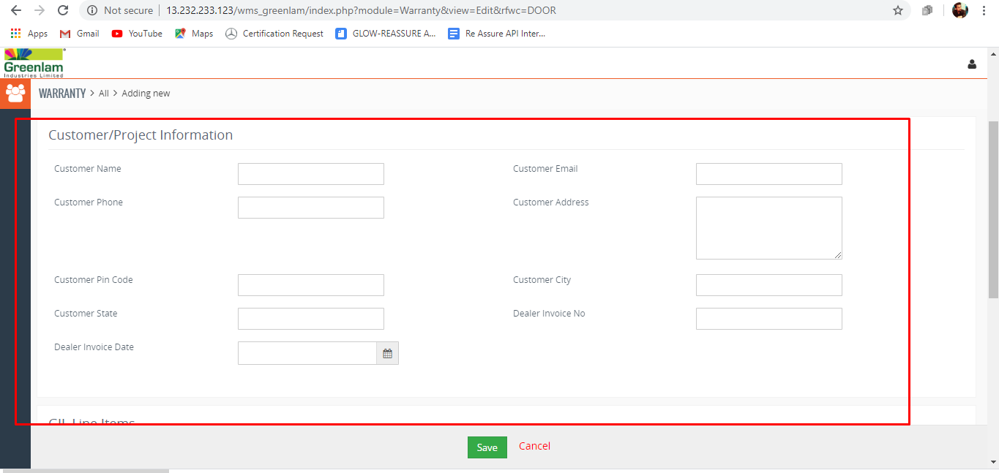 Not secure 13.232.233.123/wms_greenlam/index.php?module=Warranty&view=Edit&rfwc=DOOR
Apps Gmail YouTube Maps Certification Request GLOW-REASSURE A... Re Assure API Inter...
Greenlam
Industries Limited
WARRANTY > All > Adding new
Customer/Project Information
Customer Name Customer Email
Customer Phone Customer Address
Customer Pin Code Customer City
Customer State Dealer Invoice No
Dealer Invoice Date
GIL Line Items
Save Cancel